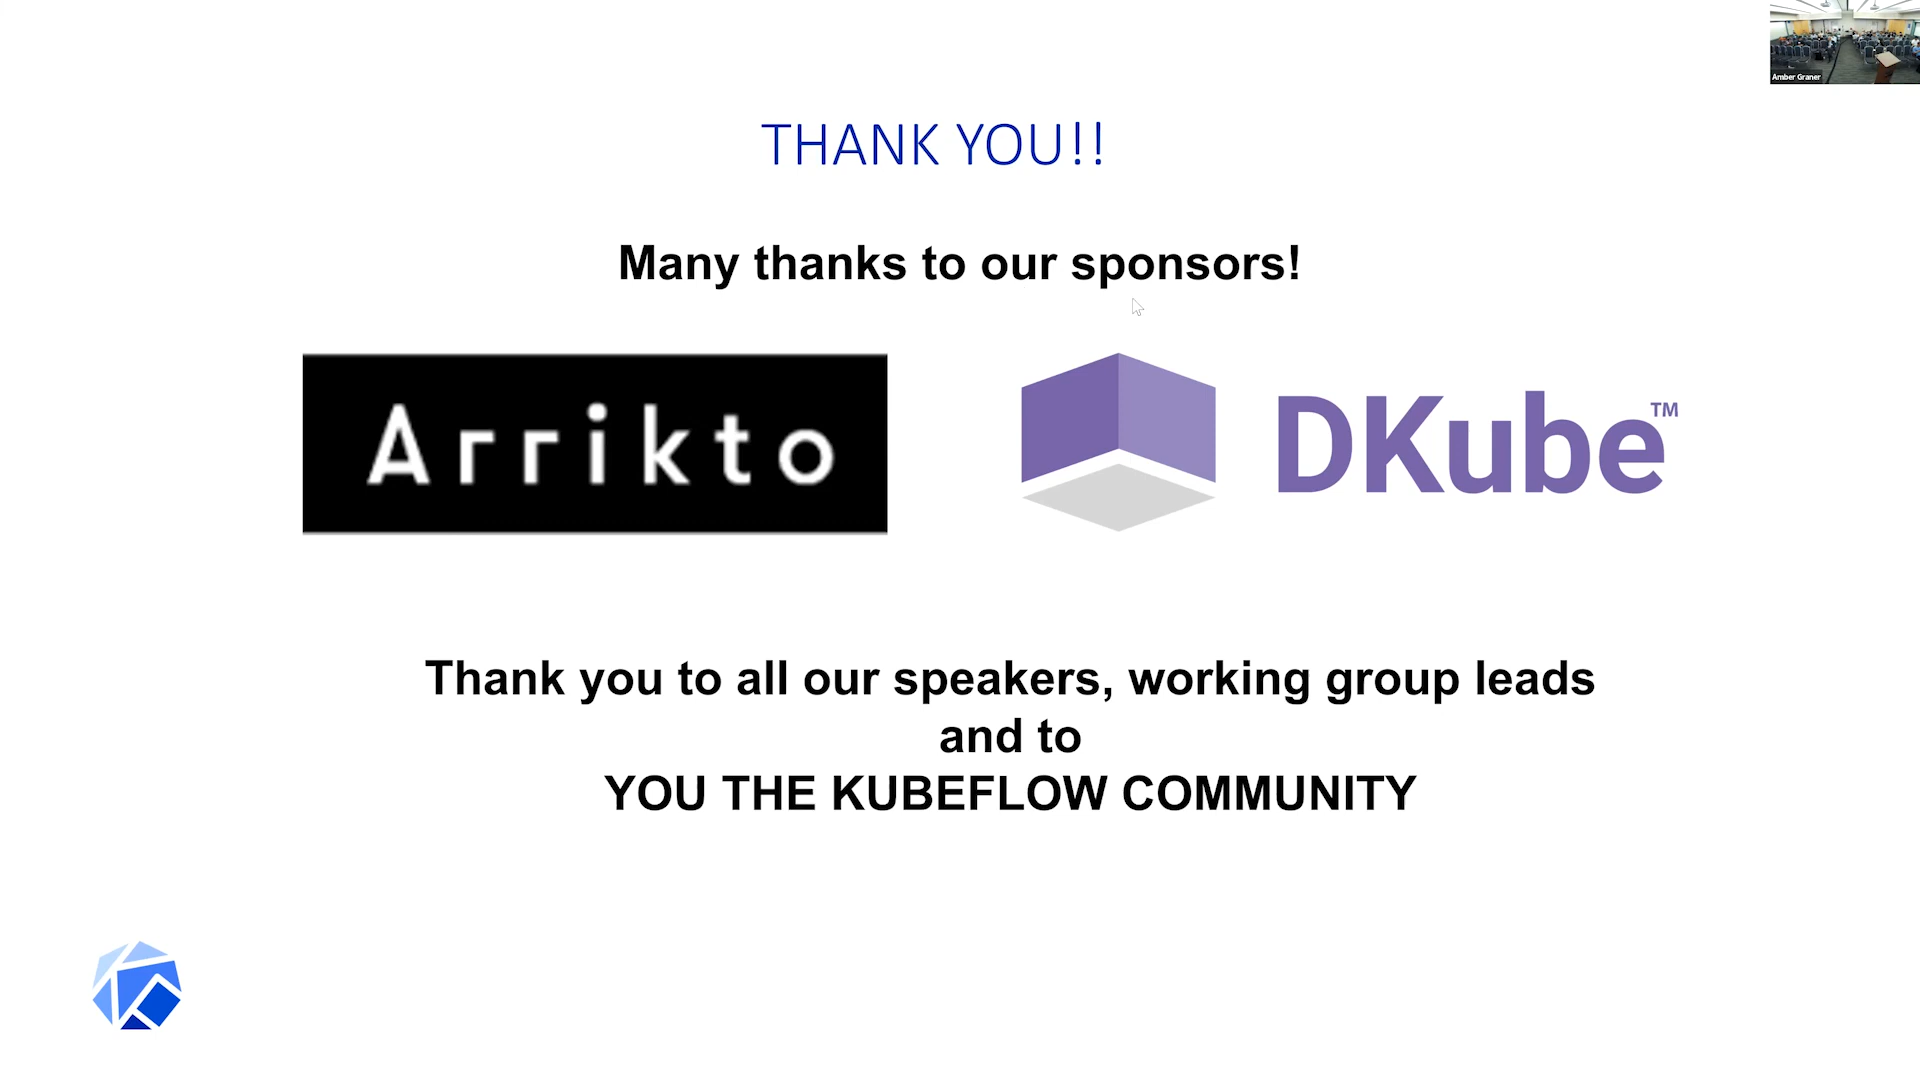 Amber Graner
THANK YOU!!
Many thanks to our sponsors!
Arrikto
DKube™
Thank you to all our speakers, working group leads
and to
YOU THE KUBEFLOW COMMUNITY